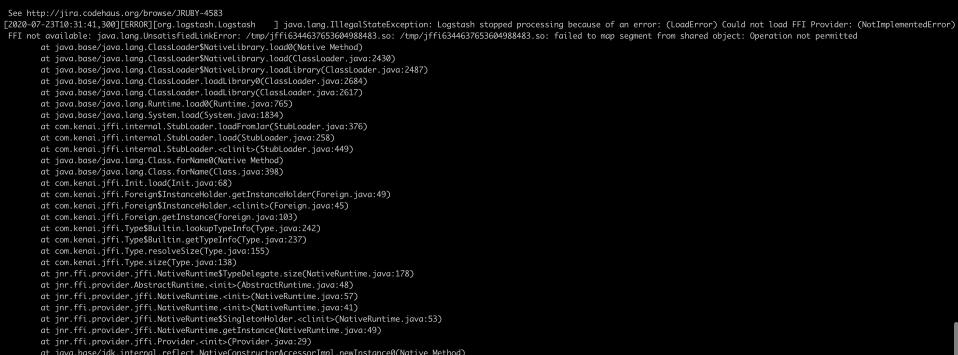 See http://jira.codehaus.org/browse/JRUBY-4583
[2020-07-23T10:31:41,300][ERROR][org.logstash.Logstash    ] java.lang.IllegalStateException: Logstash stopped processing because of an error: (LoadError) Could not load FFI Provider: (NotImplementedError)
FFI not available: java.lang.UnsatisfiedLinkError: /tmp/jffi6344637653604988483.so: /tmp/jffi6344637653604988483.so: failed to map segment from shared object: Operation not permitted
at java.base/java.lang.ClassLoader$NativeLibrary.load0(Native Method)
at java.base/java.lang.ClassLoader$NativeLibrary.load(ClassLoader.java:2430)
at java.base/java.lang.ClassLoader$NativeLibrary.loadLibrary(ClassLoader.java:2487)
at java.base/java.lang.ClassLoader.loadLibrary0(ClassLoader.java:2684)
at java.base/java.lang.ClassLoader.loadLibrary(ClassLoader.java:2617)
at java.base/java.lang.Runtime.load0(Runtime.java:765)
at java.base/java.lang.System.load(System.java:1834)
at com.kenai.jffi.internal.StubLoader.loadFromJar(StubLoader.java:376)
at com.kenai.jffi.internal.StubLoader.load(StubLoader.java:258)
at com.kenai.jffi.internal.StubLoader.<clinit>(StubLoader.java:449)
at java.base/java.lang.Class.forName0(Native Method)
at java.base/java.lang.Class.forName(Class.java:398)
at com.kenai.jffi.Init.load(Init.java:68)
at com.kenai.jffi.Foreign$InstanceHolder.getInstanceHolder(Foreign.java:49)
at com.kenai.jffi.Foreign$InstanceHolder.<clinit>(Foreign.java:45)
at com.kenai.jffi.Foreign.getInstance(Foreign.java:103)
at com.kenai.jffi.Type$Builtin.lookupTypeInfo(Type.java:242)
at com.kenai.jffi.Type$Builtin.getTypeInfo(Type.java:237)
at com.kenai.jffi.Type.resolveSize(Type.java:155)
at com.kenai.jffi.Type.size(Type.java:138)
at jnr.ffi.provider.jffi.NativeRuntime$TypeDelegate.size(NativeRuntime.java:178)
at jnr.ffi.provider.AbstractRuntime.<init>(AbstractRuntime.java:48)
at jnr.ffi.provider.jffi.NativeRuntime.<init>(NativeRuntime.java:57)
at jnr.ffi.provider.jffi.NativeRuntime.<init>(NativeRuntime.java:41)
at jnr.ffi.provider.jffi.NativeRuntime$SingletonHolder.<clinit>(NativeRuntime.java:53)
at jnr.ffi.provider.jffi.NativeRuntime.getInstance(NativeRuntime.java:49)
at jnr.ffi.provider.jffi.Provider.<init>(Provider.java:29)
at java.base/jdk.internal.reflect.NativeConstructorAccessorImpl.newInstance0(Native Method)